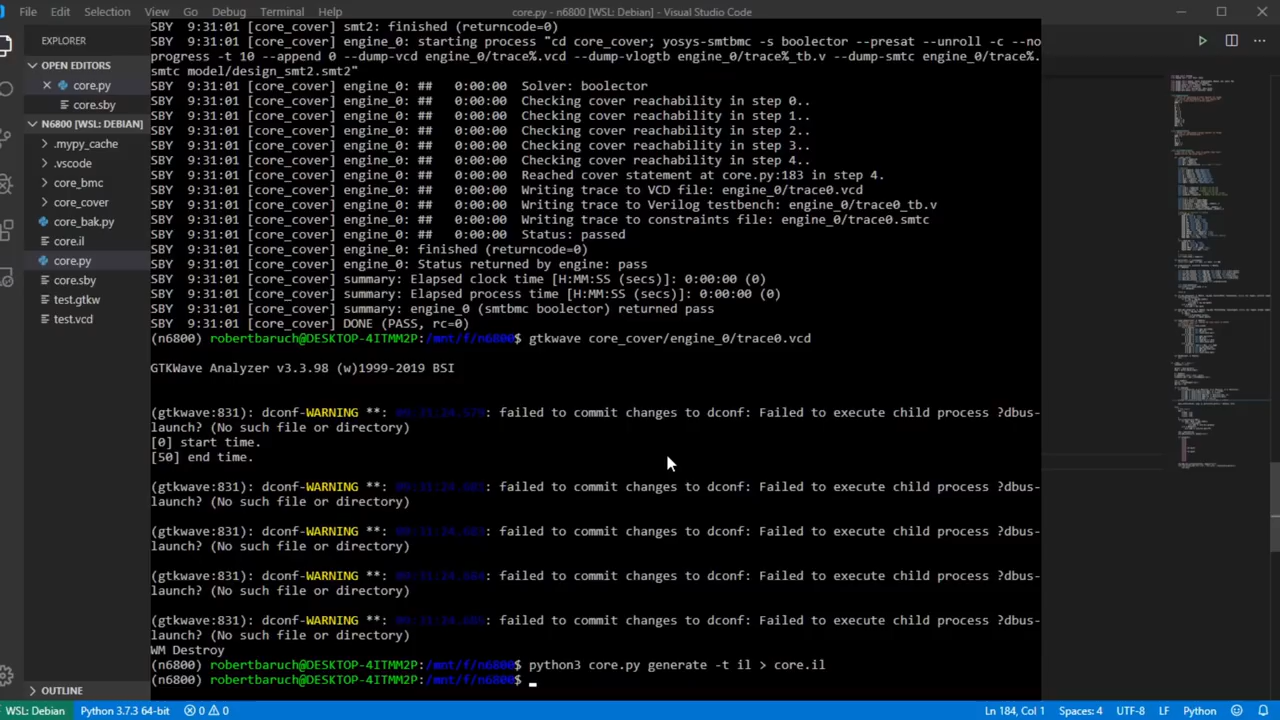 File Edit Selection View Go Debug Terminal Help core.py - n6800 [WSL: Debian] - Visual Studio Code
EXPLORER
OPEN EDITORS
core.py
core.sby
N6800 [WSL: DEBIAN]
.mypy_cache
.vscode
core_bmc
core_cover
core_bak.py
core.il
core.py
core.sby
test.gtkw
test.vcd
OUTLINE
SBY 9:31:01 [core_cover] smt2: finished (returncode=0)
SBY 9:31:01 [core_cover] engine_0: starting process "cd core_cover; yosys-smtbmc -s boolector --presat --unroll -c --no
progress -t 10 --append 0 --dump-vcd engine_0/trace%.vcd --dump-vlogtb engine_0/trace%_tb.v --dump-smtc engine_0/trace%.
smtc model/design_smt2.smt2"
SBY 9:31:01 [core_cover] engine_0: ## 0:00:00 Solver: boolector
SBY 9:31:01 [core_cover] engine_0: ## 0:00:00 Checking cover reachability in step 0..
SBY 9:31:01 [core_cover] engine_0: ## 0:00:00 Checking cover reachability in step 1..
SBY 9:31:01 [core_cover] engine_0: ## 0:00:00 Checking cover reachability in step 2..
SBY 9:31:01 [core_cover] engine_0: ## 0:00:00 Checking cover reachability in step 3..
SBY 9:31:01 [core_cover] engine_0: ## 0:00:00 Checking cover reachability in step 4..
SBY 9:31:01 [core_cover] engine_0: ## 0:00:00 Reached cover statement at core.py:183 in step 4.
SBY 9:31:01 [core_cover] engine_0: ## 0:00:00 Writing trace to VCD file: engine_0/trace0.vcd
SBY 9:31:01 [core_cover] engine_0: ## 0:00:00 Writing trace to Verilog testbench: engine_0/trace0_tb.v
SBY 9:31:01 [core_cover] engine_0: ## 0:00:00 Writing trace to constraints file: engine_0/trace0.smtc
SBY 9:31:01 [core_cover] engine_0: ## 0:00:00 Status: passed
SBY 9:31:01 [core_cover] engine_0: finished (returncode=0)
SBY 9:31:01 [core_cover] engine_0: Status returned by engine: pass
SBY 9:31:01 [core_cover] summary: Elapsed clock time [H:MM:SS (secs)]: 0:00:00 (0)
SBY 9:31:01 [core_cover] summary: Elapsed process time [H:MM:SS (secs)]: 0:00:00 (0)
SBY 9:31:01 [core_cover] summary: engine_0 (smtbmc boolector) returned pass
SBY 9:31:01 [core_cover] DONE (PASS, rc=0)
(n6800) robertbaruch@DESKTOP-4ITMM2P:/mnt/f/n6800$ gtkwave core_cover/engine_0/trace0.vcd
GTKWave Analyzer v3.3.98 (w)1999-2019 BSI
(gtkwave:831): dconf-WARNING **: : failed to commit changes to dconf: Failed to execute child process ?dbus-
launch? (No such file or directory)
[0] start time.
[50] end time.
(gtkwave:831): dconf-WARNING **: : failed to commit changes to dconf: Failed to execute child process ?dbus-
launch? (No such file or directory)
(gtkwave:831): dconf-WARNING **: : failed to commit changes to dconf: Failed to execute child process ?dbus-
launch? (No such file or directory)
(gtkwave:831): dconf-WARNING **: : failed to commit changes to dconf: Failed to execute child process ?dbus-
launch? (No such file or directory)
(gtkwave:831): dconf-WARNING **: : failed to commit changes to dconf: Failed to execute child process ?dbus-
launch? (No such file or directory)
WM Destroy
(n6800) robertbaruch@DESKTOP-4ITMM2P:/mnt/f/n6800$ python3 core.py generate -t il > core.il
(n6800) robertbaruch@DESKTOP-4ITMM2P:/mnt/f/n6800$
WSL: Debian Python 3.7.3 64-bit 0 0 Ln 184, Col 1 Spaces: 4 UTF-8 LF Python